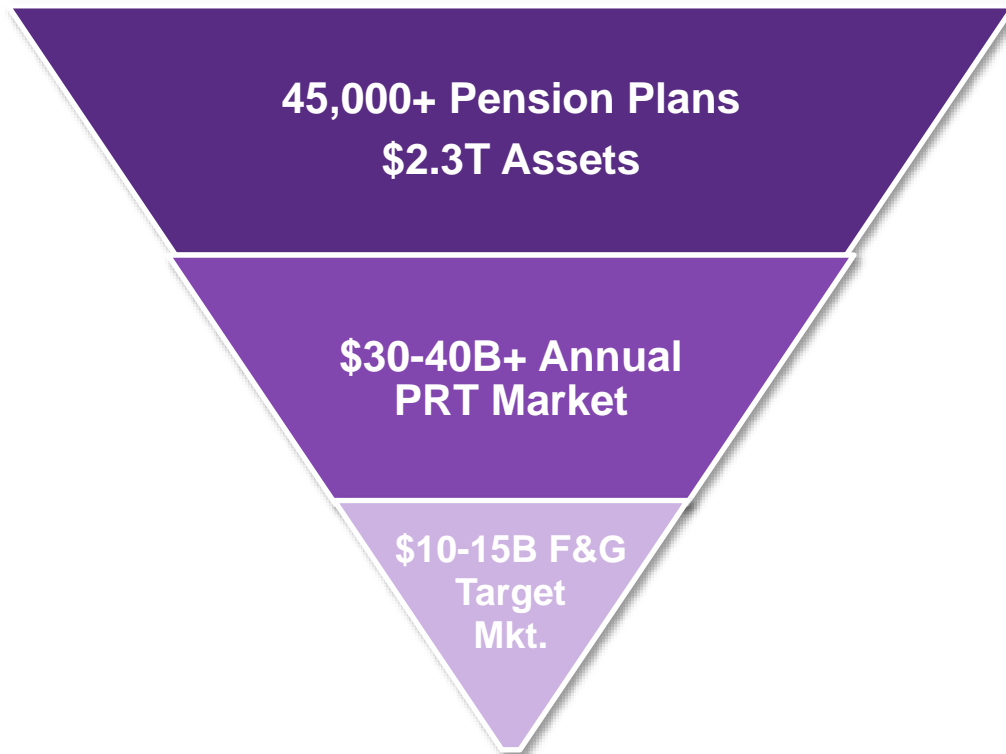 45,000+ Pension Plans
$2.3T Assets
$30-40B+ Annual
PRT Market
$10-15B F&G
Target
Mkt.